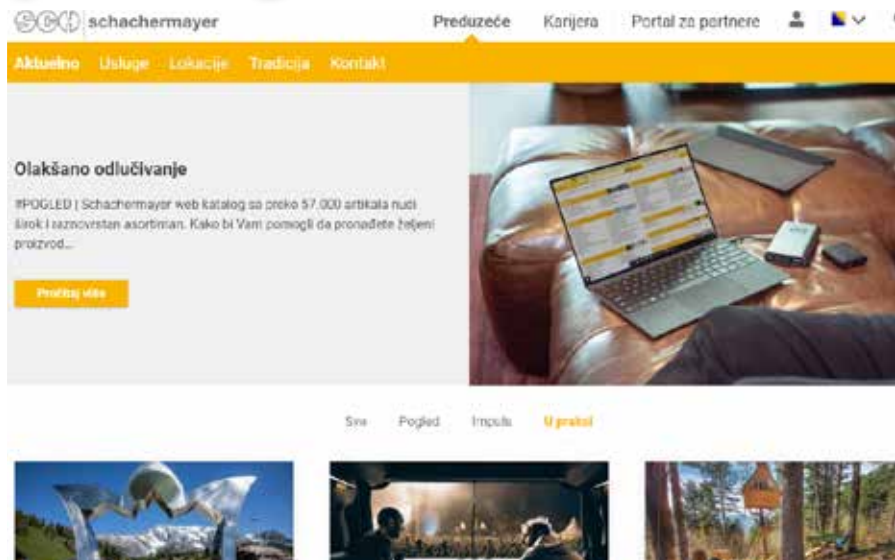 SCH schachermayer
Preduzeće Karijera Portal za partnere
Aktuelno Usluge Lokacije Tradicija Kontakt
Olakšano odlučivanje
#POGLED | Schachermayer web katalog sa preko 57.000 artikala nudi
širok i raznovrstan asortiman. Kako bi Vam pomogli da pronađete željeni
proizvod...
Pročitaj više
Sve Pogled Impuls U praksi